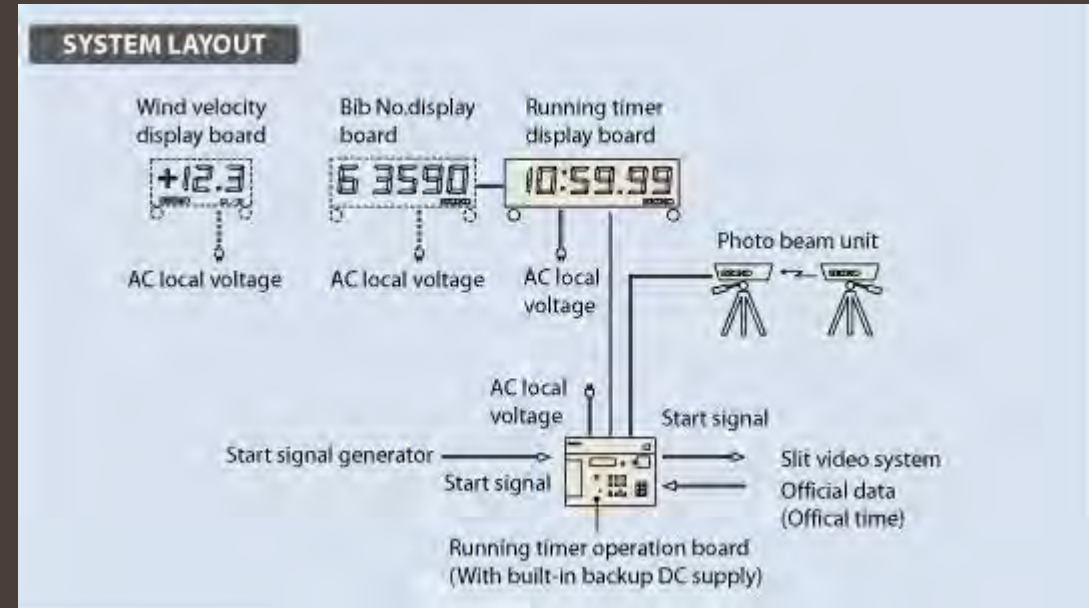 SYSTEM LAYOUT
Wind velocity
display board
Bib No.display
board
Running timer
display board
+12.3
6 3590
10:59.99
SEIKO
SEIKO
AC local voltage
AC local voltage
AC local
voltage
Photo beam unit
AC local
voltage
Start signal
Start signal generator
Start signal
Slit video system
Official data
(Offical time)
Running timer operation board
(With built-in backup DC supply)